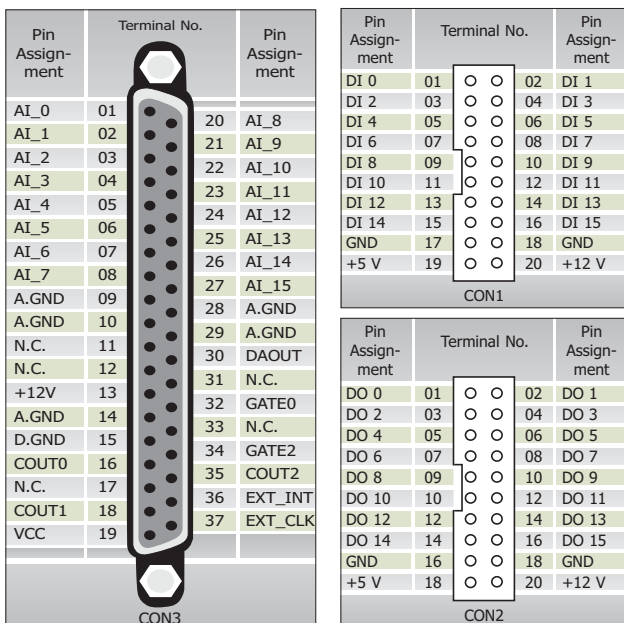 Pin Assign-ment Terminal No. Pin Assign-ment
AI_0 01
20 AI_8
AI_1 02
21 AI_9
AI_2 03
22 AI_10
AI_3 04
23 AI_11
AI_4 05
24 AI_12
AI_5 06
25 AI_13
AI_6 07
26 AI_14
AI_7 08
27 AI_15
A.GND 09
28 A.GND
A.GND 10
29 A.GND
N.C. 11
30 DAOUT
N.C. 12
31 N.C.
+12V 13
32 GATE0
A.GND 14
33 N.C.
D.GND 15
34 GATE2
COUT0 16
35 COUT2
N.C. 17
36 EXT_INT
COUT1 18
37 EXT_CLK
VCC 19
CON3
Pin Assign-ment Terminal No. Pin Assign-ment
DI 0 01 02 DI 1
DI 2 03 04 DI 3
DI 4 05 06 DI 5
DI 6 07 08 DI 7
DI 8 09 10 DI 9
DI 10 11 12 DI 11
DI 12 13 14 DI 13
DI 14 15 16 DI 15
GND 17 18 GND
+5 V 19 20 +12 V
CON1
Pin Assign-ment Terminal No. Pin Assign-ment
DO 0 01 02 DO 1
DO 2 03 04 DO 3
DO 4 05 06 DO 5
DO 6 07 08 DO 7
DO 8 09 10 DO 9
DO 10 10 12 DO 11
DO 12 12 14 DO 13
DO 14 14 16 DO 15
GND 16 18 GND
+5 V 18 20 +12 V
CON2